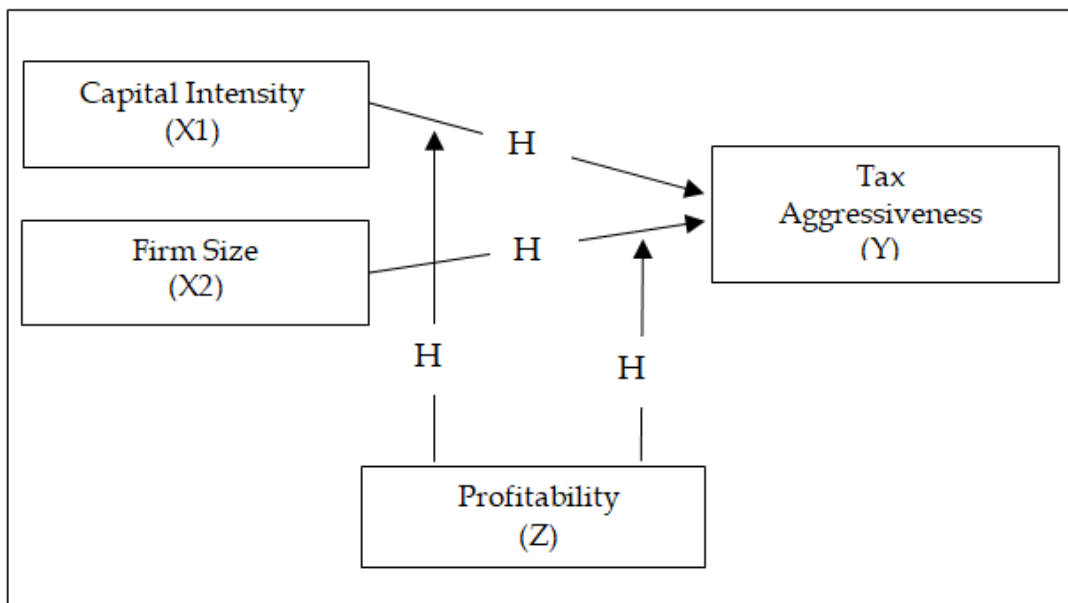 Capital Intensity
(X1)
H
Tax
Aggressiveness
(Y)
Firm Size
(X2)
H
H
H
Profitability
(Z)